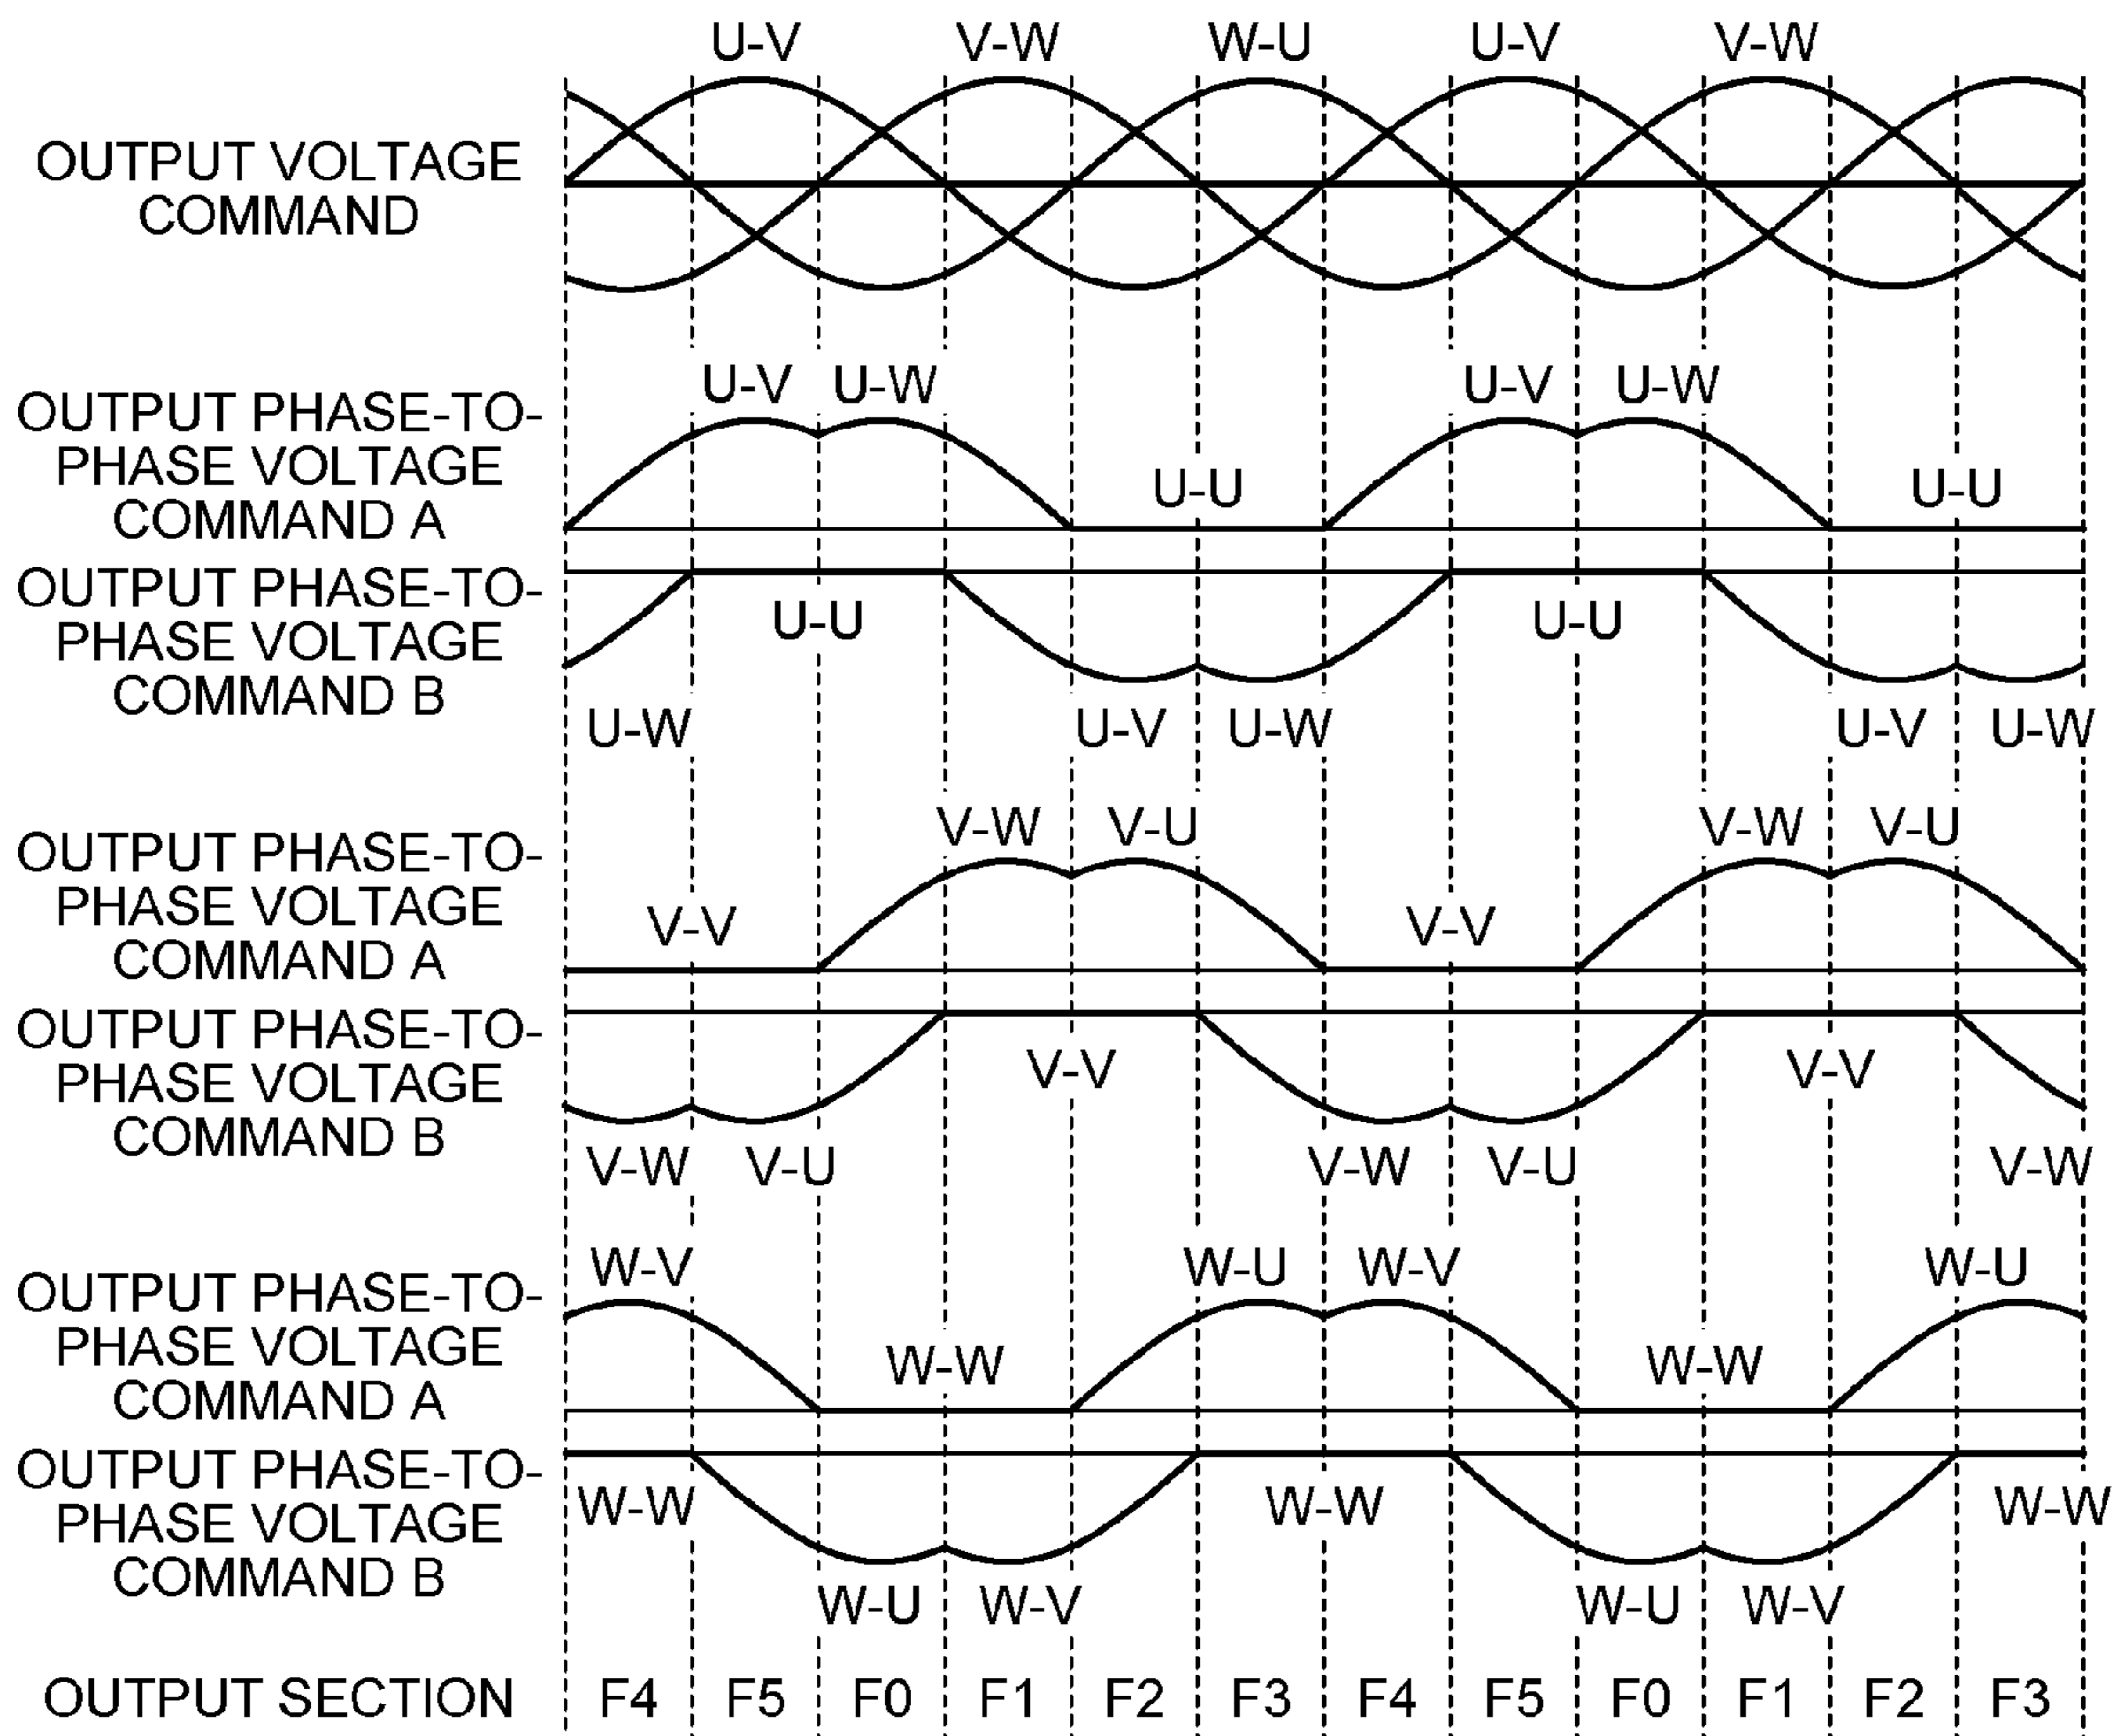 U-V V-W W-U U-V V-W
OUTPUT VOLTAGE
COMMAND
U-V U-W U-V U-W
OUTPUT PHASE-TO-
PHASE VOLTAGE
COMMAND A
U-U U-U
OUTPUT PHASE-TO-
PHASE VOLTAGE
COMMAND B
U-U U-U
U-W U-V U-W U-V U-W
V-W V-U V-W V-U
OUTPUT PHASE-TO-
PHASE VOLTAGE
COMMAND A
V-V V-V
OUTPUT PHASE-TO-
PHASE VOLTAGE
COMMAND B
V-V V-V
V-W V-U V-W V-U V-W
W-V W-U W-V W-U
OUTPUT PHASE-TO-
PHASE VOLTAGE
COMMAND A
W-W W-W
OUTPUT PHASE-TO-
PHASE VOLTAGE
COMMAND B
W-W W-W W-W
W-U W-V W-U W-V
OUTPUT SECTION F4 F5 F0 F1 F2 F3 F4 F5 F0 F1 F2 F3